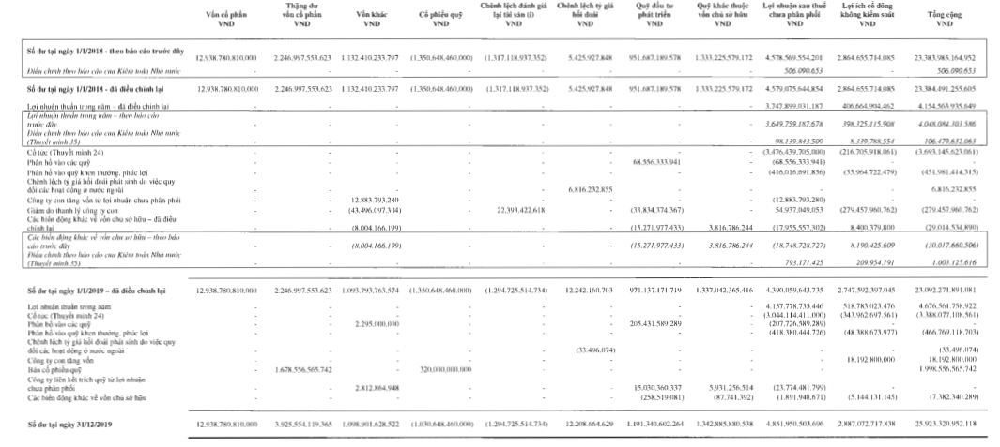 Vốn cổ phần Thặng dư Vốn khác Cổ phiếu quỹ Chênh lệch đánh giá Chênh lệch tỷ giá Quỹ đầu tư Quỹ khác thuộc Lợi nhuận sau thuế Lợi ích cổ đông Tổng cộng
VND vốn cổ phần VND VND lại tài sản (i) hối đoái phát triển vốn chủ sở hữu chưa phân phối không kiểm soát VND
VND VND VND VND VND VND VND
Số dư tại ngày 1/1/2018 - theo báo cáo trước đây 12.938.780.810.000 2.246.997.553.623 1.132.410.233.797 (1.350.648.460.000) (1.317.118.937.352) 5.425.927.848 951.687.189.578 1.333.225.579.172 4.578.569.554.201 2.864.655.714.085 23.383.985.164.952
Điều chỉnh theo báo cáo của Kiểm toán Nhà nước - - - - - - - - 506.090.653 - 506.090.653
Số dư tại ngày 1/1/2018 - đã điều chỉnh lại 12.938.780.810.000 2.246.997.553.623 1.132.410.233.797 (1.350.648.460.000) (1.317.118.937.352) 5.425.927.848 951.687.189.578 1.333.225.579.172 4.579.075.644.854 2.864.655.714.085 23.384.491.255.605
Lợi nhuận thuần trong năm – đã điều chỉnh lại - - - - - - - - 3.747.899.031.187 406.664.904.462 4.154.563.935.649
Lợi nhuận thuần trong năm – theo báo cáo
trước đây - - - - - - - - 3.649.759.187.678 398.325.115.908 4.048.084.303.586
Điều chỉnh theo báo cáo của Kiểm toán Nhà nước
(Thuyết minh 35) - - - - - - - - 98.139.843.509 8.339.788.554 106.479.632.063
Cổ tức (Thuyết minh 24) - - - - - - - - (3.476.439.705.000) (216.705.918.061) (3.693.145.623.061)
Phân bổ vào các quỹ - - - - - - 68.556.333.941 - (68.556.333.941) - -
Phân bổ vào quỹ khen thưởng, phúc lợi - - - - - - - - (416.016.691.836) (35.964.722.479) (451.981.414.315)
Chênh lệch tỷ giá hối đoái phát sinh do việc quy
đổi các hoạt động ở nước ngoài - - - - - 6.816.232.855 - - - - 6.816.232.855
Công ty con tăng vốn từ lợi nhuận chưa phân phối - - 12.883.793.280 - - - - - (12.883.793.280) - -
Giảm do thanh lý công ty con - - (43.496.097.304) - 22.393.422.618 - (33.834.374.367) - 54.937.049.053 (279.457.960.762) (279.457.960.762)
Các biến động khác về vốn chủ sở hữu – đã điều
chỉnh lại - - (8.004.166.199) - - - (15.271.977.433) 3.816.786.244 (17.955.557.302) 8.400.379.800 (29.014.534.890)
Các biến động khác về vốn chủ sở hữu – theo báo
cáo trước đây - - (8.004.166.199) - - - (15.271.977.433) 3.816.786.244 (18.748.728.727) 8.190.425.609 (30.017.660.506)
Điều chỉnh theo báo cáo của Kiểm toán Nhà nước
(Thuyết minh 35) - - - - - - - - 793.171.425 209.954.191 1.003.125.616
Số dư tại ngày 1/1/2019 – đã điều chỉnh lại 12.938.780.810.000 2.246.997.553.623 1.093.793.763.574 (1.350.648.460.000) (1.294.725.514.734) 12.242.160.703 971.137.171.719 1.337.042.365.416 4.390.059.643.735 2.747.592.397.045 23.092.271.891.081
Lợi nhuận thuần trong năm - - - - - - - - 4.157.778.735.446 518.783.023.476 4.676.561.758.922
Cổ tức (Thuyết minh 24) - - - - - - - - (3.044.114.411.000) (343.962.697.561) (3.388.077.108.561)
Phân bổ vào các quỹ - - 2.295.000.000 - - - 205.431.589.289 - (207.726.589.289) - -
Phân bổ vào quỹ khen thưởng, phúc lợi - - - - - - - - (418.380.444.726) (48.388.673.977) (466.769.118.703)
Chênh lệch tỷ giá hối đoái phát sinh do việc quy
đổi các hoạt động ở nước ngoài - - - - - (33.496.074) - - - - (33.496.074)
Công ty con tăng vốn - - - - - - - - - 18.192.800.000 18.192.800.000
Bán cổ phiếu quỹ - 1.678.556.565.742 - 320.000.000.000 - - - - - - 1.998.556.565.742
Công ty liên kết trích quỹ từ lợi nhuận
chưa phân phối - - 2.812.864.948 - - - 15.030.360.337 5.931.256.514 (23.774.481.799) - -
Các biến động khác về vốn chủ sở hữu - - - - - - (258.519.081) (87.741.392) (1.891.948.671) (5.144.131.145) (7.382.340.289)
Số dư tại ngày 31/12/2019 12.938.780.810.000 3.925.554.119.365 1.098.901.628.522 (1.030.648.460.000) (1.294.725.514.734) 12.208.664.629 1.191.340.602.264 1.342.885.880.538 4.851.950.503.696 2.887.072.717.838 25.923.320.952.118